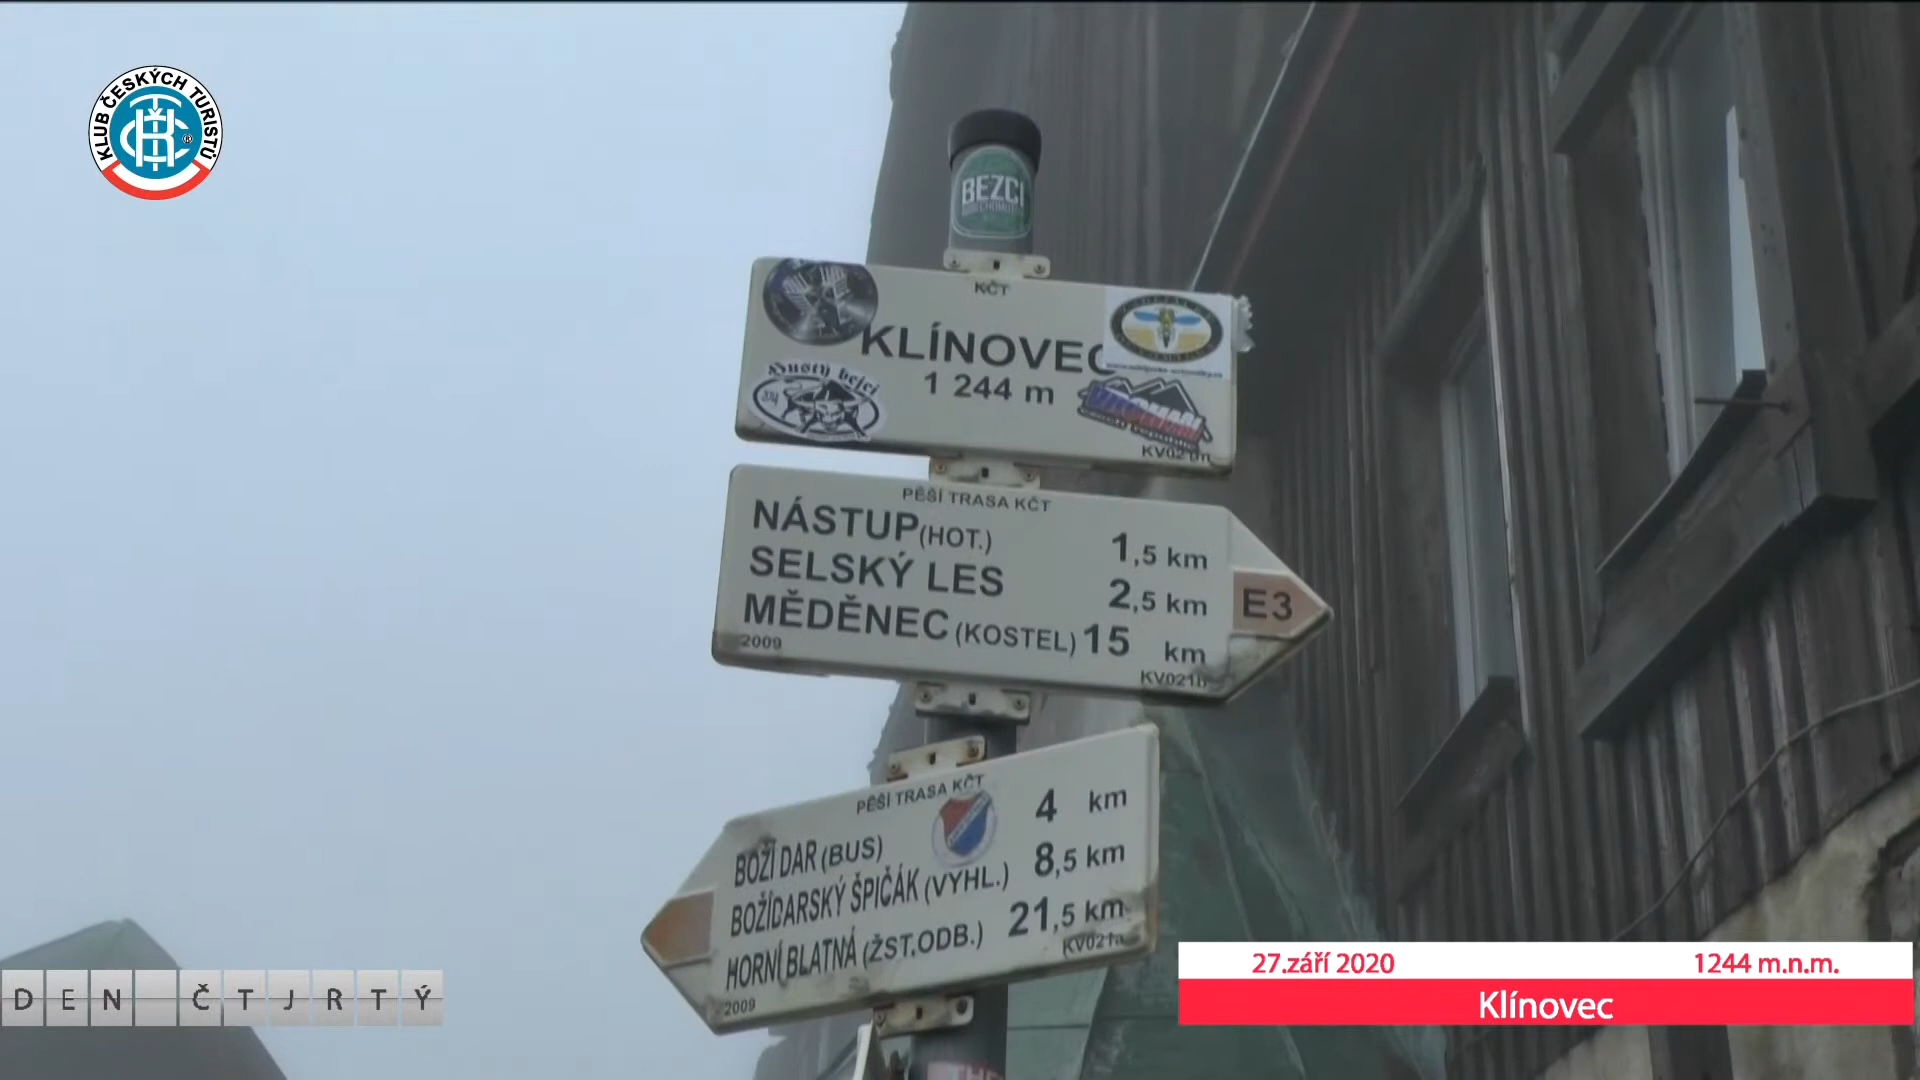 KLUB ČESKÝCH TURISTŮ
BEZCI
KČT
KLÍNOVEC
1 244 m
Hustý bejci
PĚŠÍ TRASA KČT
NÁSTUP (HOT.) 1,5 km
SELSKÝ LES 2,5 km
MĚDĚNEC (KOSTEL) 15 km
E3
2009
KV021b
PĚŠÍ TRASA KČT
BOŽÍ DAR (BUS) 4 km
BOŽÍDARSKÝ ŠPIČÁK (VYHL.) 8,5 km
HORNÍ BLATNÁ (ŽST.ODB.) 21,5 km
KV021a
2009
DEN ČTJRTÝ
27.září 2020 1244 m.n.m.
Klínovec